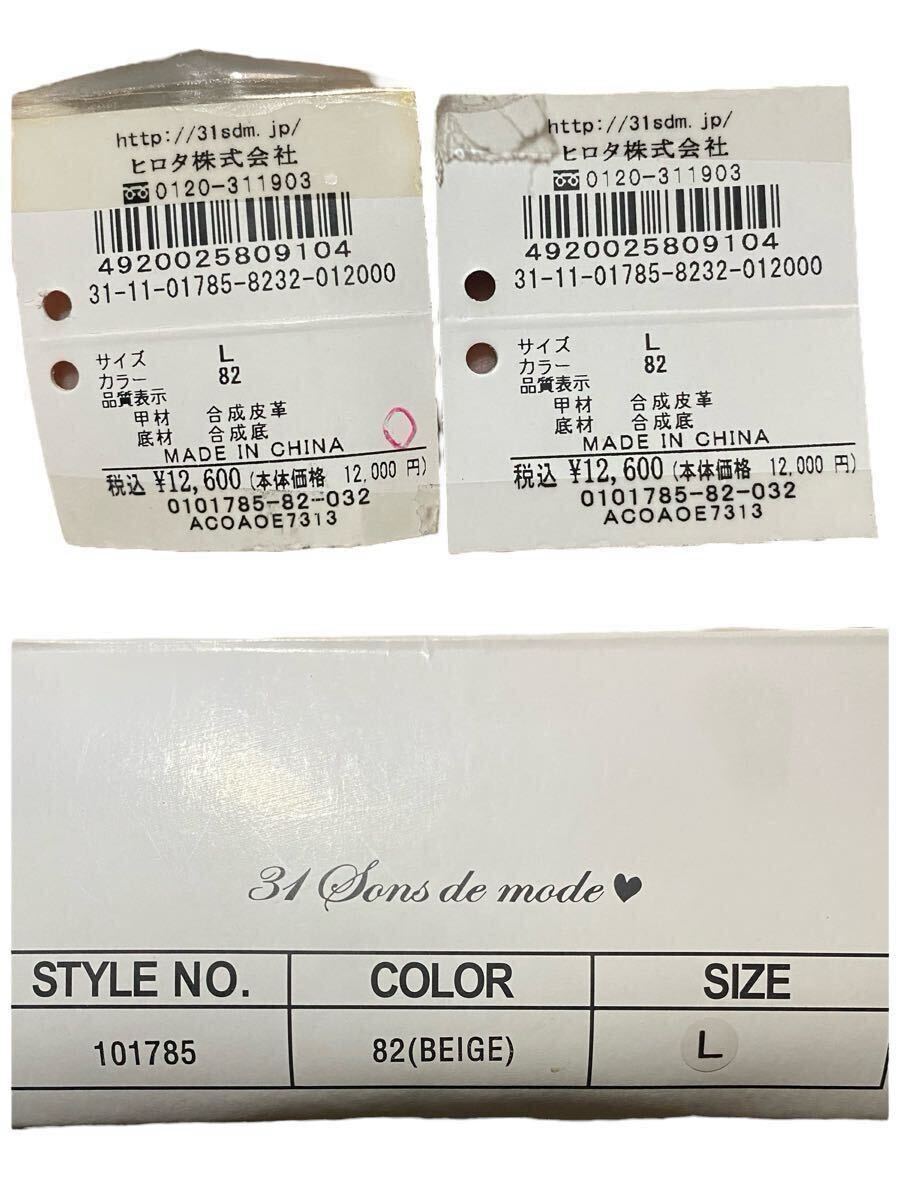 http://31sdm.jp/
ヒロタ株式会社
0120-311903
4920025809104
31-11-01785-8232-012000
サイズ L
カラー 82
品質表示
甲材 合成皮革
底材 合成底
MADE IN CHINA
税込 ¥12,600 (本体価格 12,000 円)
0101785-82-032
ACOAOE7313
http://31sdm.jp/
ヒロタ株式会社
0120-311903
4920025809104
31-11-01785-8232-012000
サイズ L
カラー 82
品質表示
甲材 合成皮革
底材 合成底
MADE IN CHINA
税込 ¥12,600 (本体価格 12,000 円)
0101785-82-032
ACOAOE7313
31 Sons de mode♥
STYLE NO. COLOR SIZE
101785 82(BEIGE) L